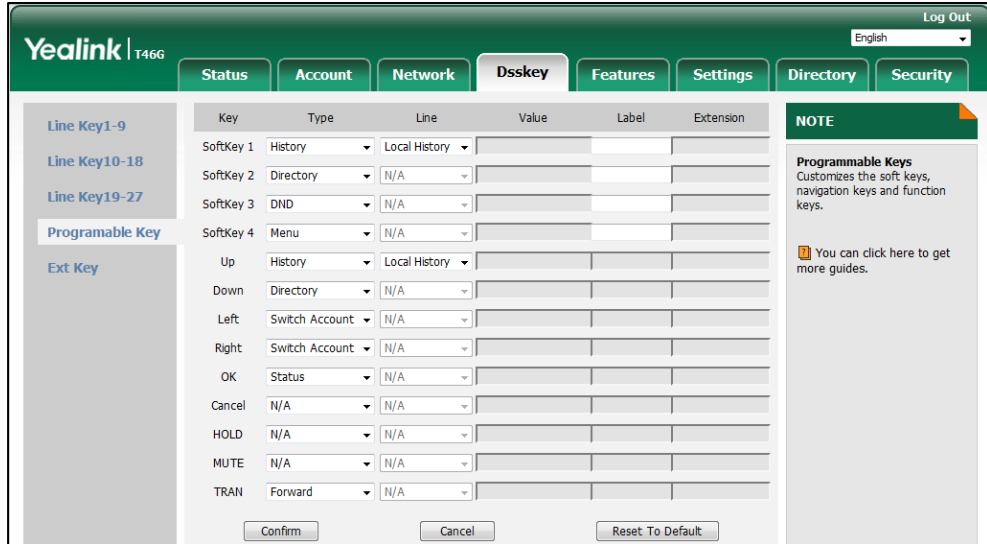 Log Out
Yealink T46G
English
Status Account Network Dsskey Features Settings Directory Security
Line Key1-9
Line Key10-18
Line Key19-27
Programable Key
Ext Key
Key Type Line Value Label Extension
SoftKey 1 History Local History
SoftKey 2 Directory N/A
SoftKey 3 DND N/A
SoftKey 4 Menu N/A
Up History Local History
Down Directory N/A
Left Switch Account N/A
Right Switch Account N/A
OK Status N/A
Cancel N/A N/A
HOLD N/A N/A
MUTE N/A N/A
TRAN Forward N/A
Confirm Cancel Reset To Default
NOTE
Programmable Keys
Customizes the soft keys,
navigation keys and function
keys.
You can click here to get
more guides.